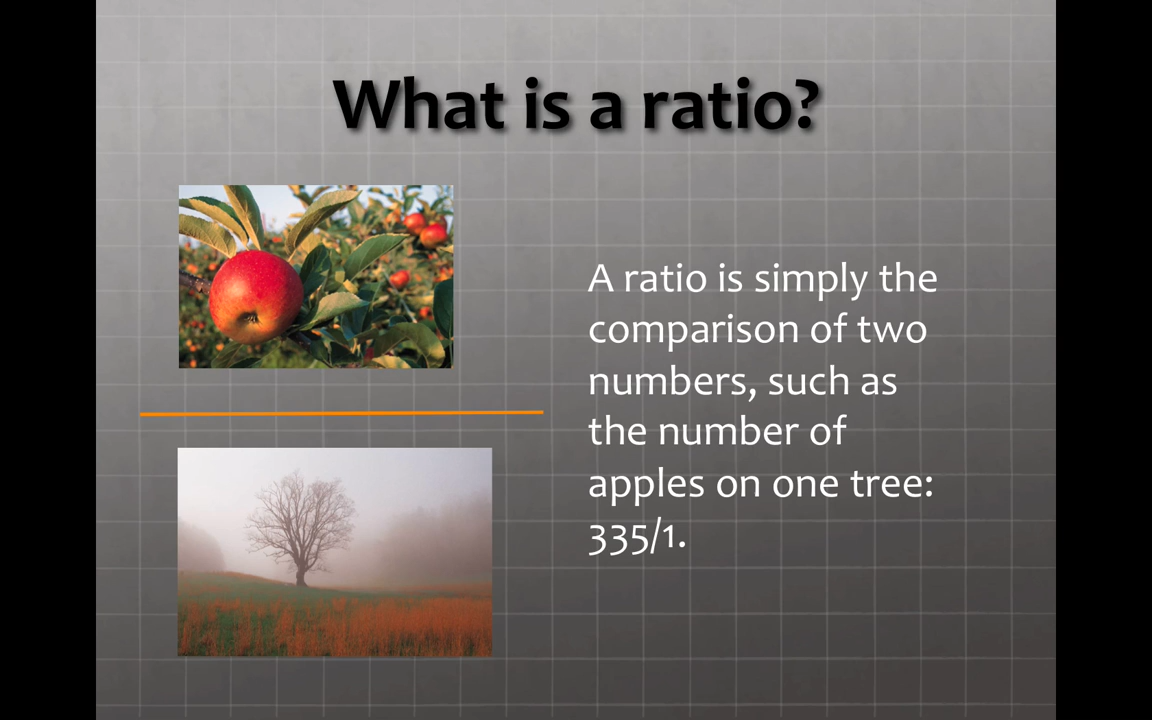 What is a ratio?
A ratio is simply the
comparison of two
numbers, such as
the number of
apples on one tree:
335/1.